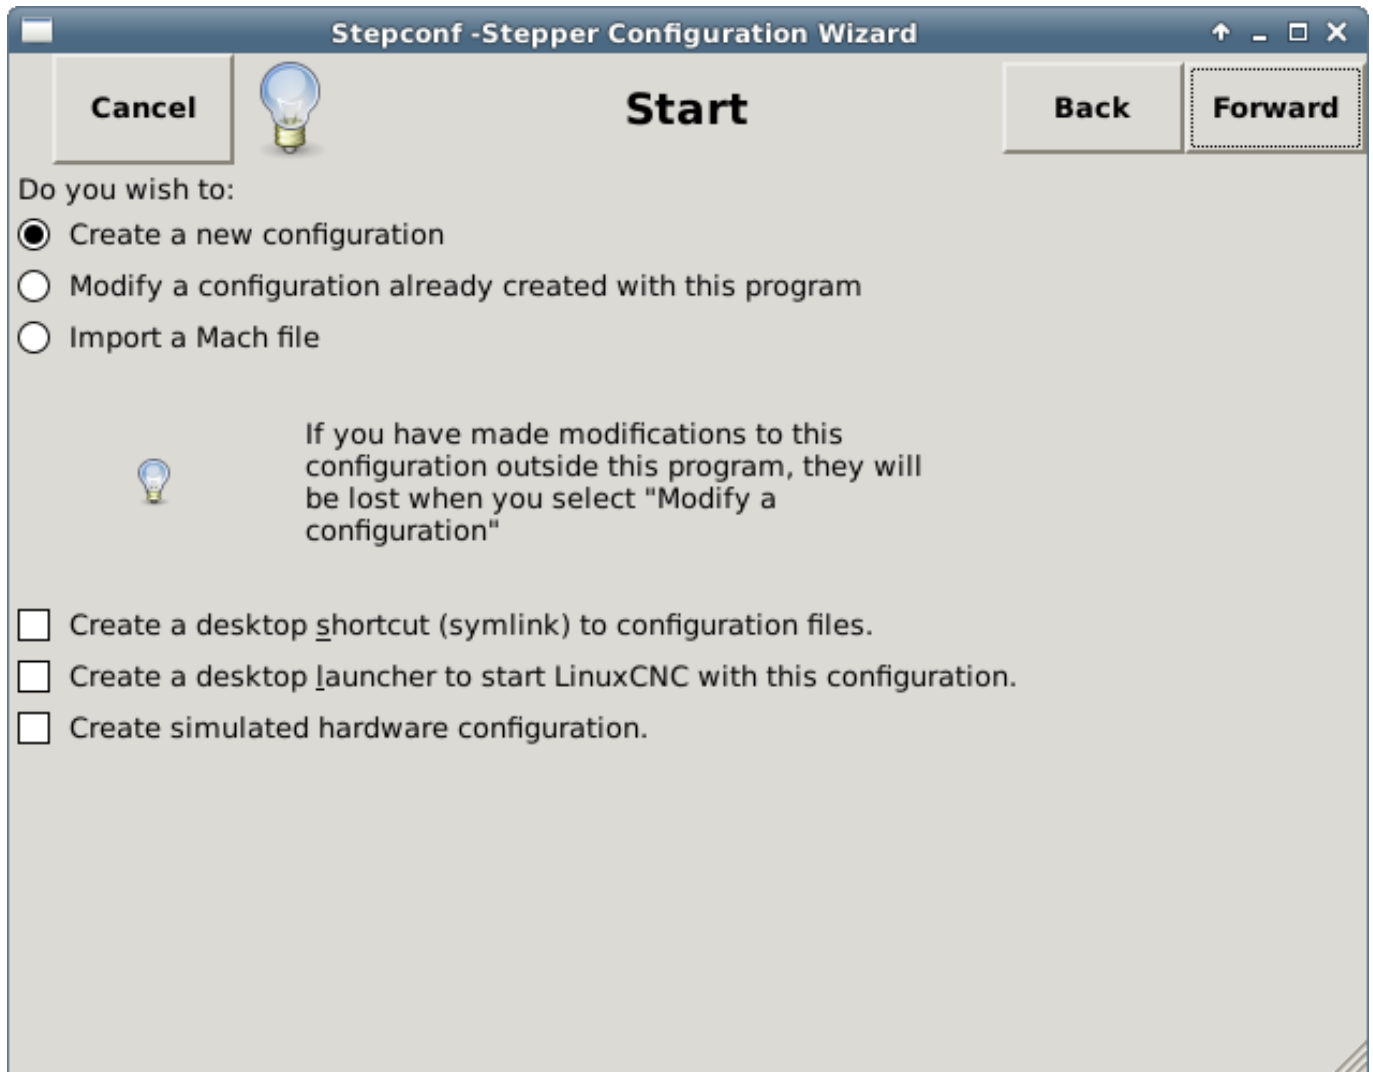 Stepconf -Stepper Configuration Wizard
Cancel
Start
Back
Forward
Do you wish to:
Create a new configuration
Modify a configuration already created with this program
Import a Mach file
If you have made modifications to this
configuration outside this program, they will
be lost when you select "Modify a
configuration"
Create a desktop shortcut (symlink) to configuration files.
Create a desktop launcher to start LinuxCNC with this configuration.
Create simulated hardware configuration.